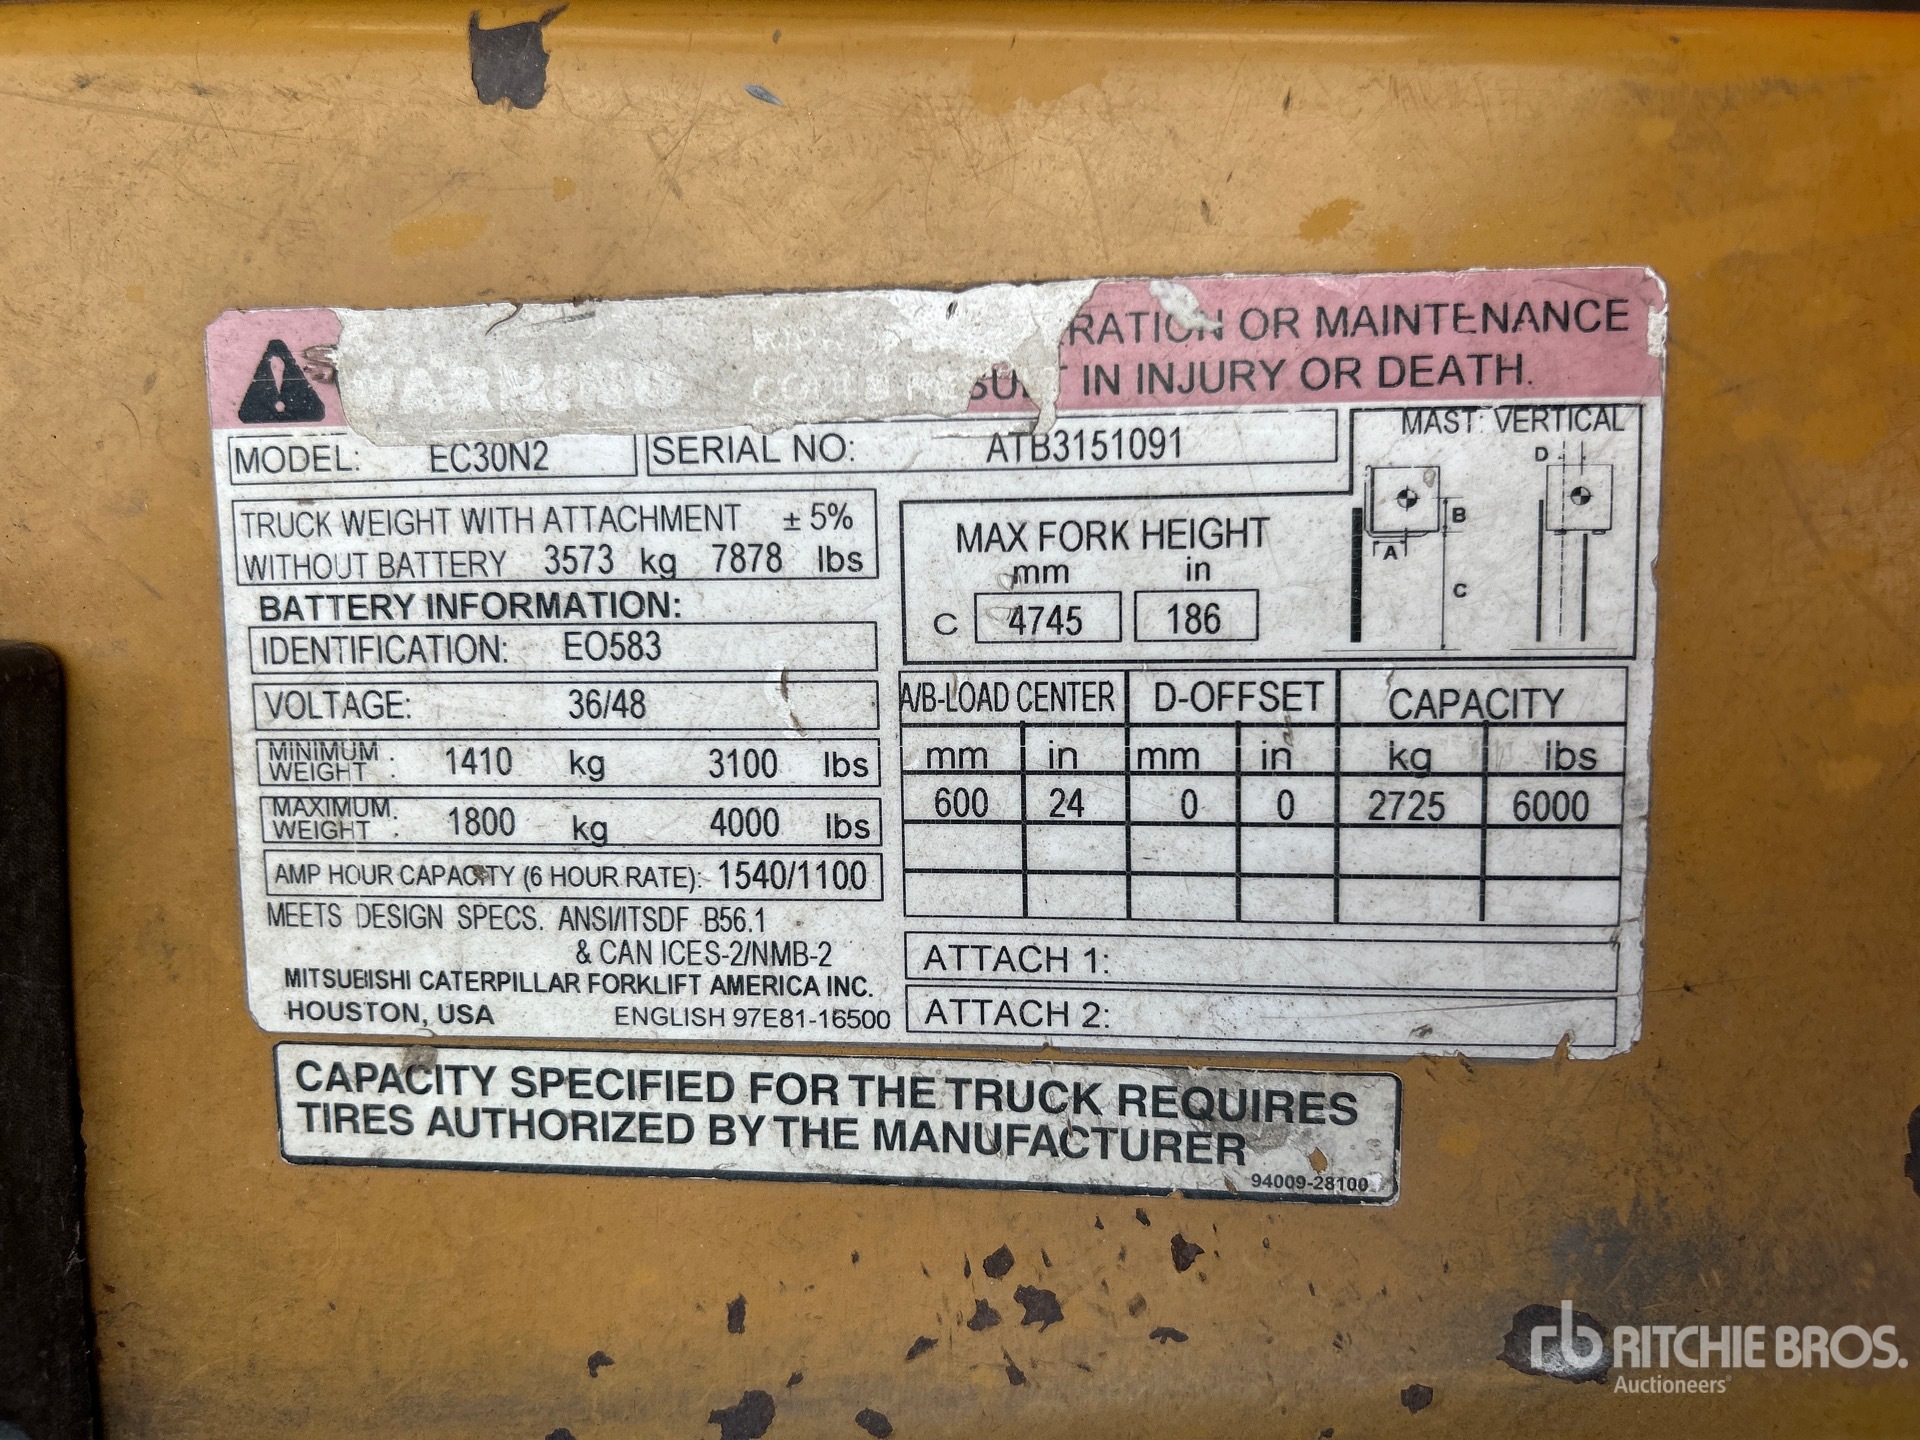 RATION OR MAINTENANCE
IN INJURY OR DEATH.
MODEL: EC30N2
SERIAL NO: ATB3151091
TRUCK WEIGHT WITH ATTACHMENT ± 5%
WITHOUT BATTERY 3573 kg 7878 lbs
BATTERY INFORMATION:
IDENTIFICATION: EO583
VOLTAGE: 36/48
MINIMUM
WEIGHT : 1410 kg 3100 lbs
MAXIMUM
WEIGHT : 1800 kg 4000 lbs
AMP HOUR CAPACITY (6 HOUR RATE): 1540/1100
MEETS DESIGN SPECS. ANSI/ITSDF B56.1
& CAN ICES-2/NMB-2
MITSUBISHI CATERPILLAR FORKLIFT AMERICA INC.
HOUSTON, USA ENGLISH 97E81-16500
MAX FORK HEIGHT
mm in
C 4745 186
MAST: VERTICAL
D
B
A
C
A/B-LOAD CENTER D-OFFSET CAPACITY
mm in mm in kg lbs
600 24 0 0 2725 6000
ATTACH 1:
ATTACH 2:
CAPACITY SPECIFIED FOR THE TRUCK REQUIRES
TIRES AUTHORIZED BY THE MANUFACTURER
94009-28100
rb RITCHIE BROS.
Auctioneers